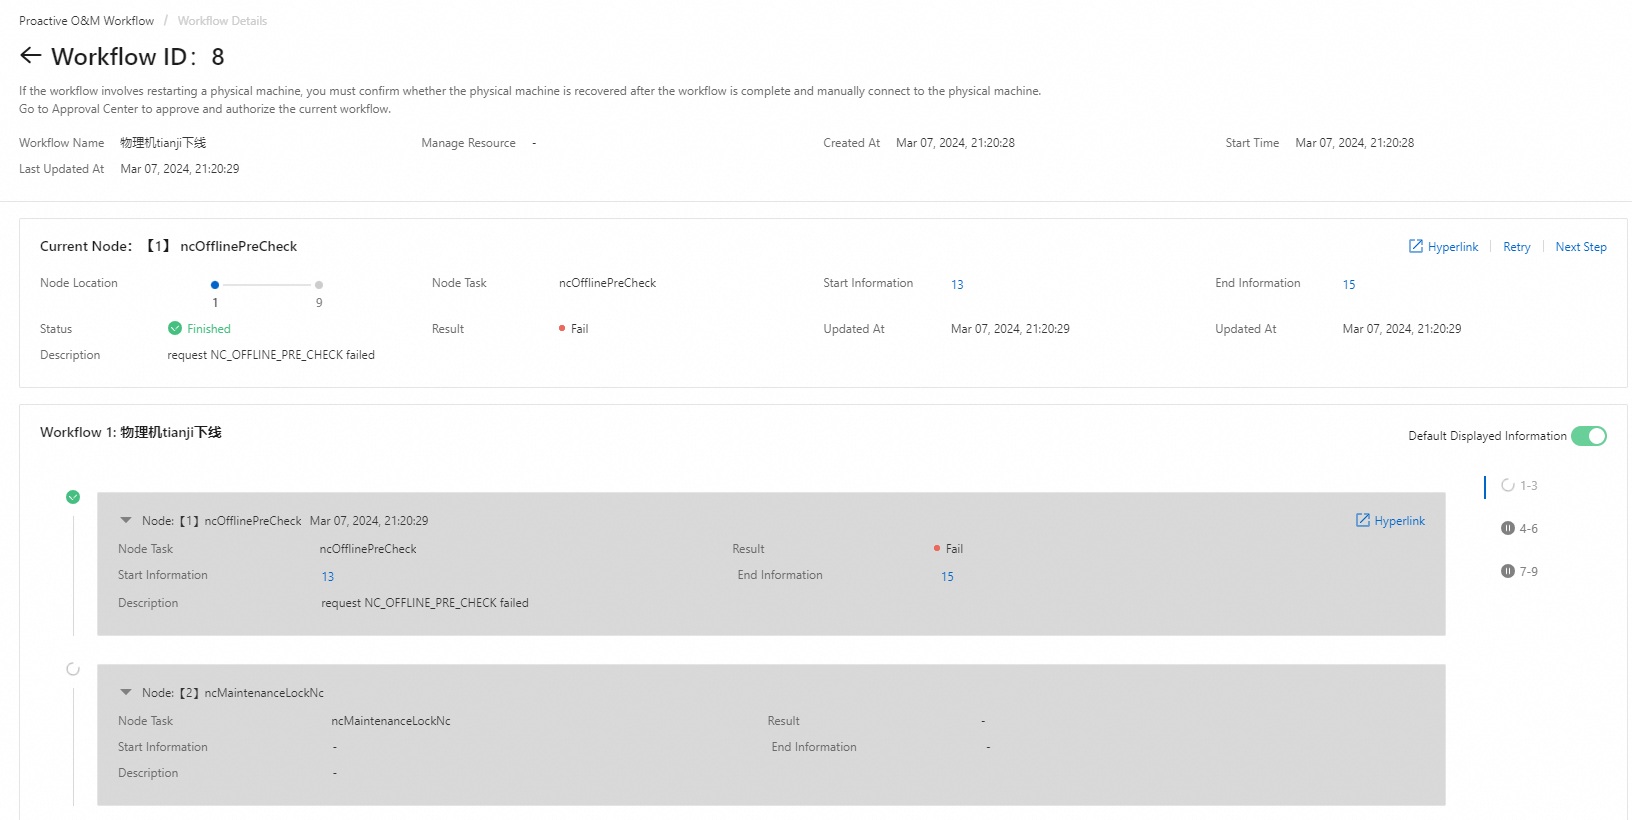 Proactive O&M Workflow / Workflow Details
Workflow ID: 8
If the workflow involves restarting a physical machine, you must confirm whether the physical machine is recovered after the workflow is complete and manually connect to the physical machine.
Go to Approval Center to approve and authorize the current workflow.
Workflow Name 物理机tianji下线 Manage Resource - Created At Mar 07, 2024, 21:20:28 Start Time Mar 07, 2024, 21:20:28
Last Updated At Mar 07, 2024, 21:20:29
Current Node: 【1】 ncOfflinePreCheck Hyperlink Retry Next Step
Node Location 1 9 Node Task ncOfflinePreCheck Start Information 13 End Information 15
Status Finished Result Fail Updated At Mar 07, 2024, 21:20:29 Updated At Mar 07, 2024, 21:20:29
Description request NC_OFFLINE_PRE_CHECK failed
Workflow 1: 物理机tianji下线
Default Displayed Information
Node:【1】ncOfflinePreCheck Mar 07, 2024, 21:20:29 Hyperlink
Node Task ncOfflinePreCheck Result Fail
Start Information 13 End Information 15
Description request NC_OFFLINE_PRE_CHECK failed
Node:【2】ncMaintenanceLockNc
Node Task ncMaintenanceLockNc Result -
Start Information - End Information -
Description -
1-3
4-6
7-9